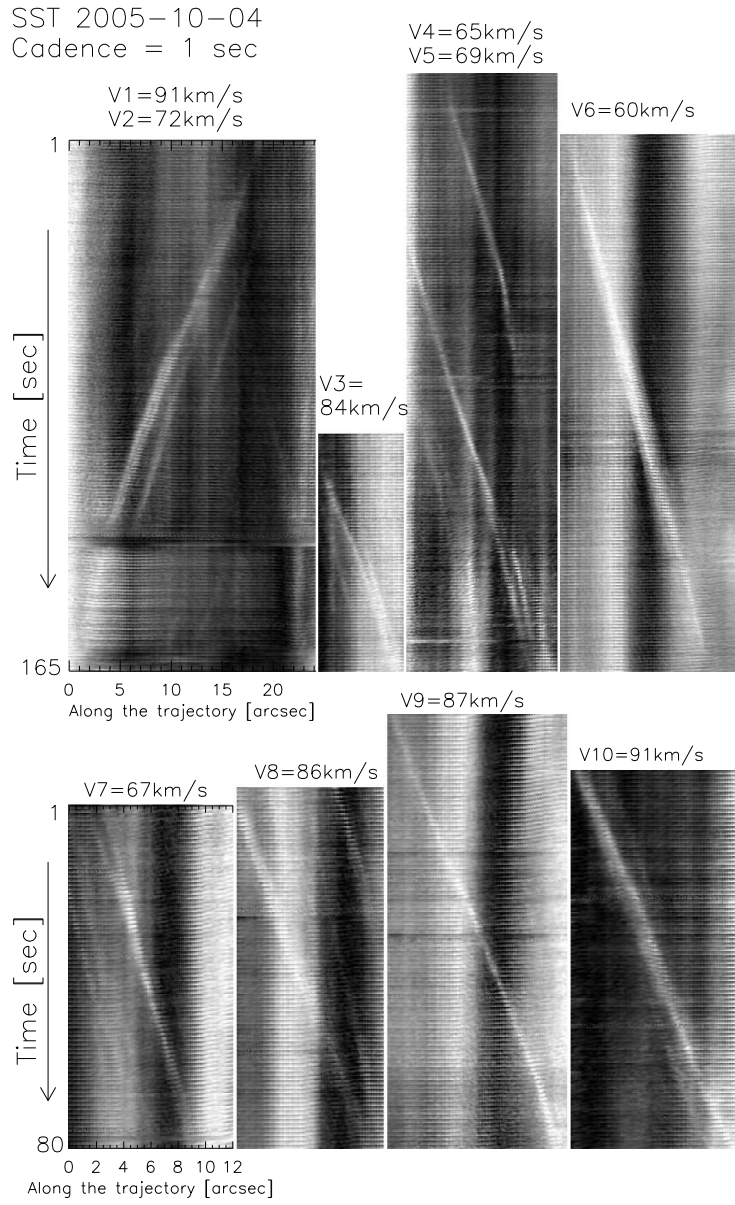 SST 2005-10-04
Cadence = 1 sec
V1=91km/s
V2=72km/s
V4=65km/s
V5=69km/s
V6=60km/s
1
Time [sec]
V3=
84km/s
165
0 5 10 15 20
Along the trajectory [arcsec]
V7=67km/s
V8=86km/s
V9=87km/s
V10=91km/s
1
Time [sec]
80
0 2 4 6 8 10 12
Along the trajectory [arcsec]